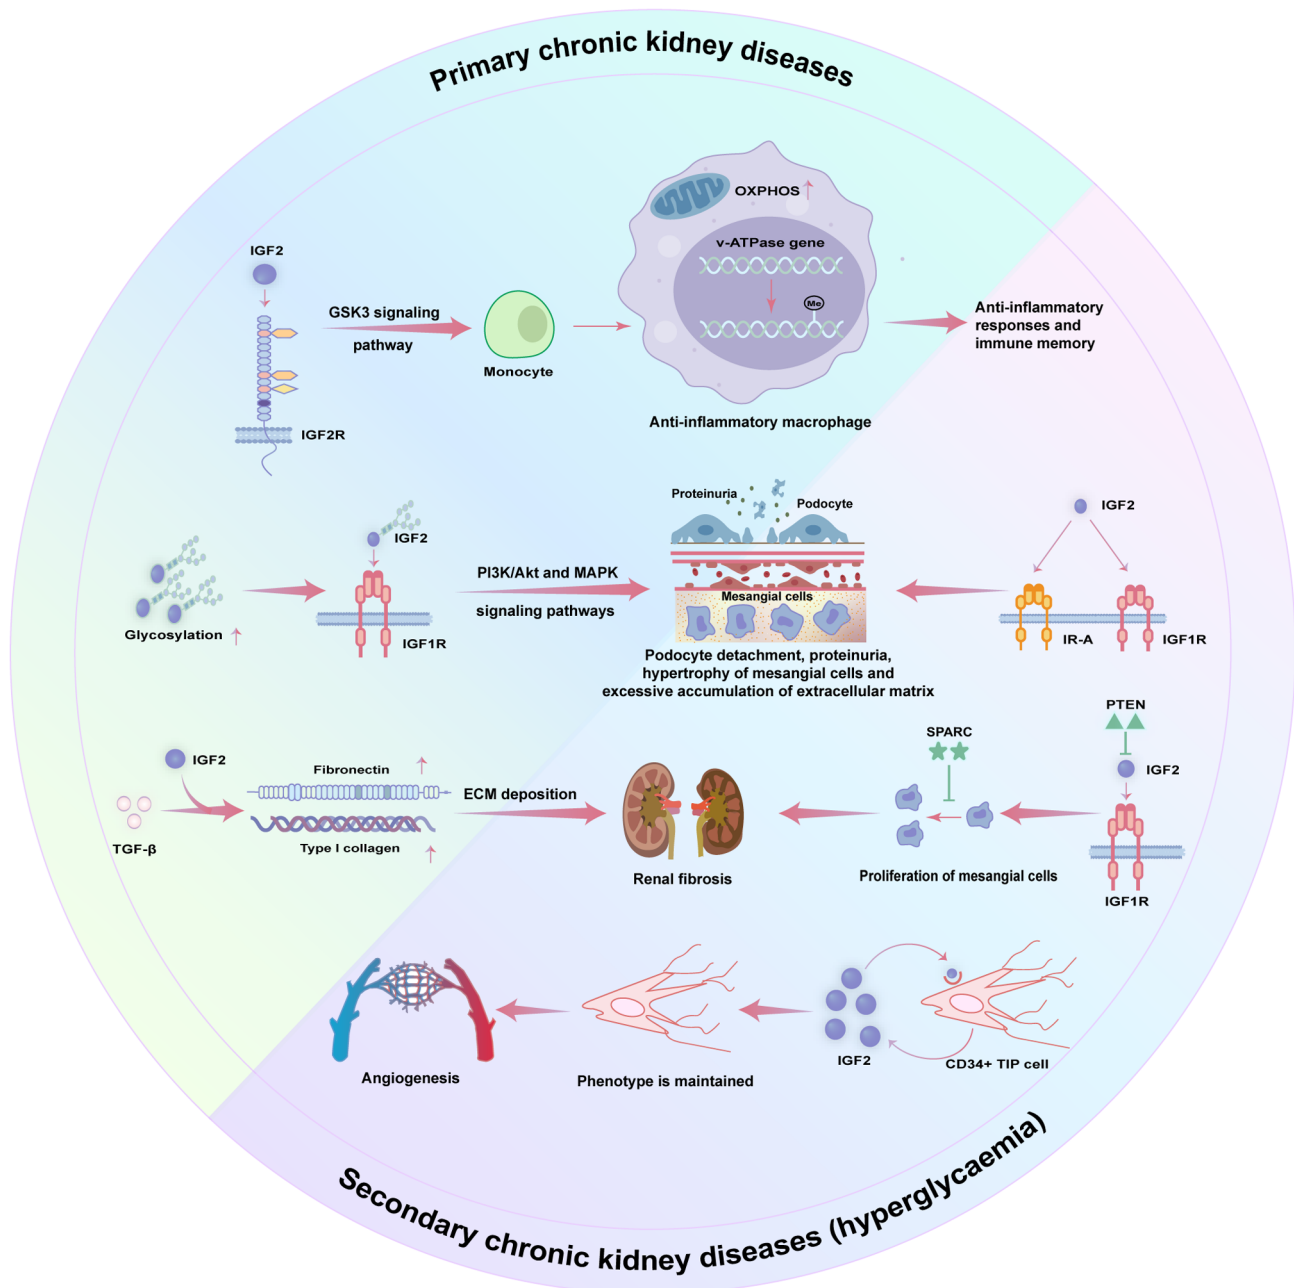 Primary chronic kidney diseases
OXPHOS
v-ATPase gene
Me
Anti-inflammatory macrophage
IGF2
IGF2R
GSK3 signaling
pathway
Monocyte
Anti-inflammatory
responses and
immune memory
Glycosylation
IGF2
IGF1R
PI3K/Akt and MAPK
signaling pathways
Proteinuria
Podocyte
Mesangial cells
Podocyte detachment, proteinuria,
hypertrophy of mesangial cells and
excessive accumulation of extracellular matrix
IGF2
IR-A
IGF1R
IGF2
TGF-β
Fibronectin
Type I collagen
ECM deposition
Renal fibrosis
SPARC
Proliferation of mesangial cells
PTEN
IGF2
IGF1R
Angiogenesis
Phenotype is maintained
IGF2
CD34+ TIP cell
Secondary chronic kidney diseases (hyperglycaemia)